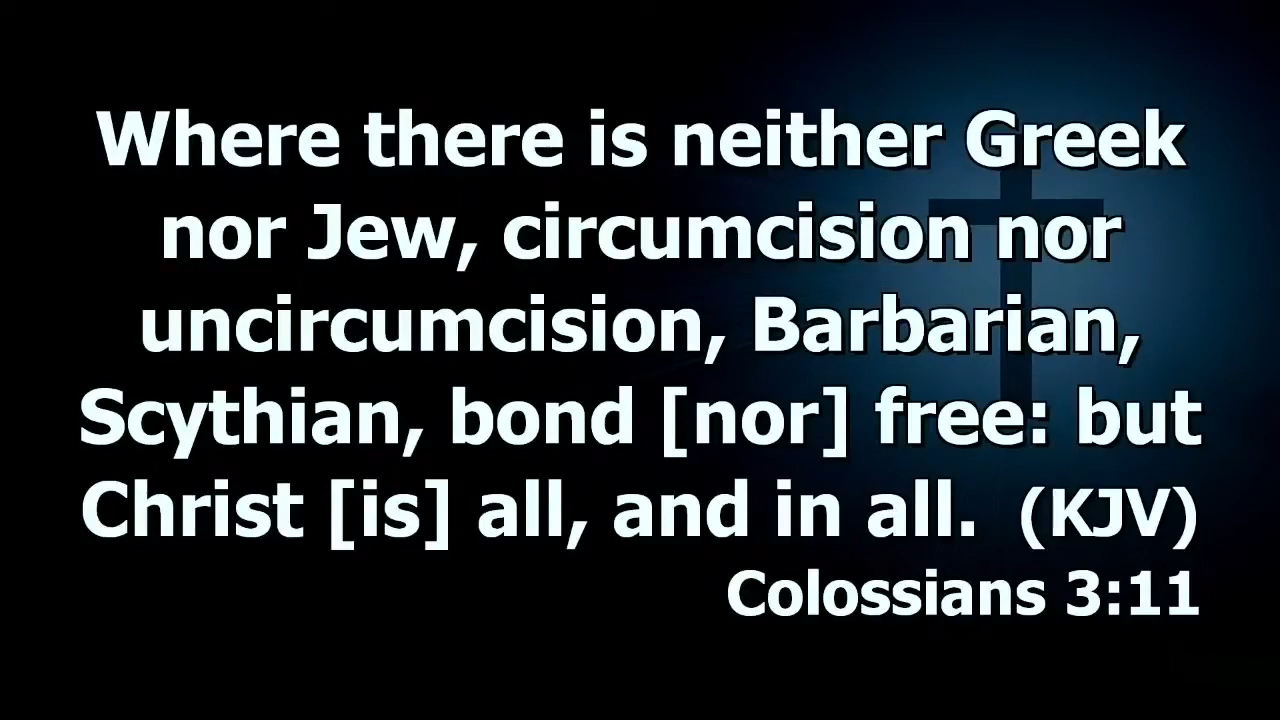 Where there is neither Greek
nor Jew, circumcision nor
uncircumcision, Barbarian,
Scythian, bond [nor] free: but
Christ [is] all, and in all. (KJV)
Colossians 3:11